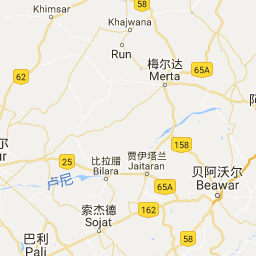 Khimsar
58
Khajwana
Run
62
梅尔达
Merta
65A
尔
ur
158
25
比拉腊
Bilara
贾伊塔兰
Jaitaran
卢尼
65A
贝阿沃尔
Beawar
索杰德
Sojat
162
巴利
Pali
58